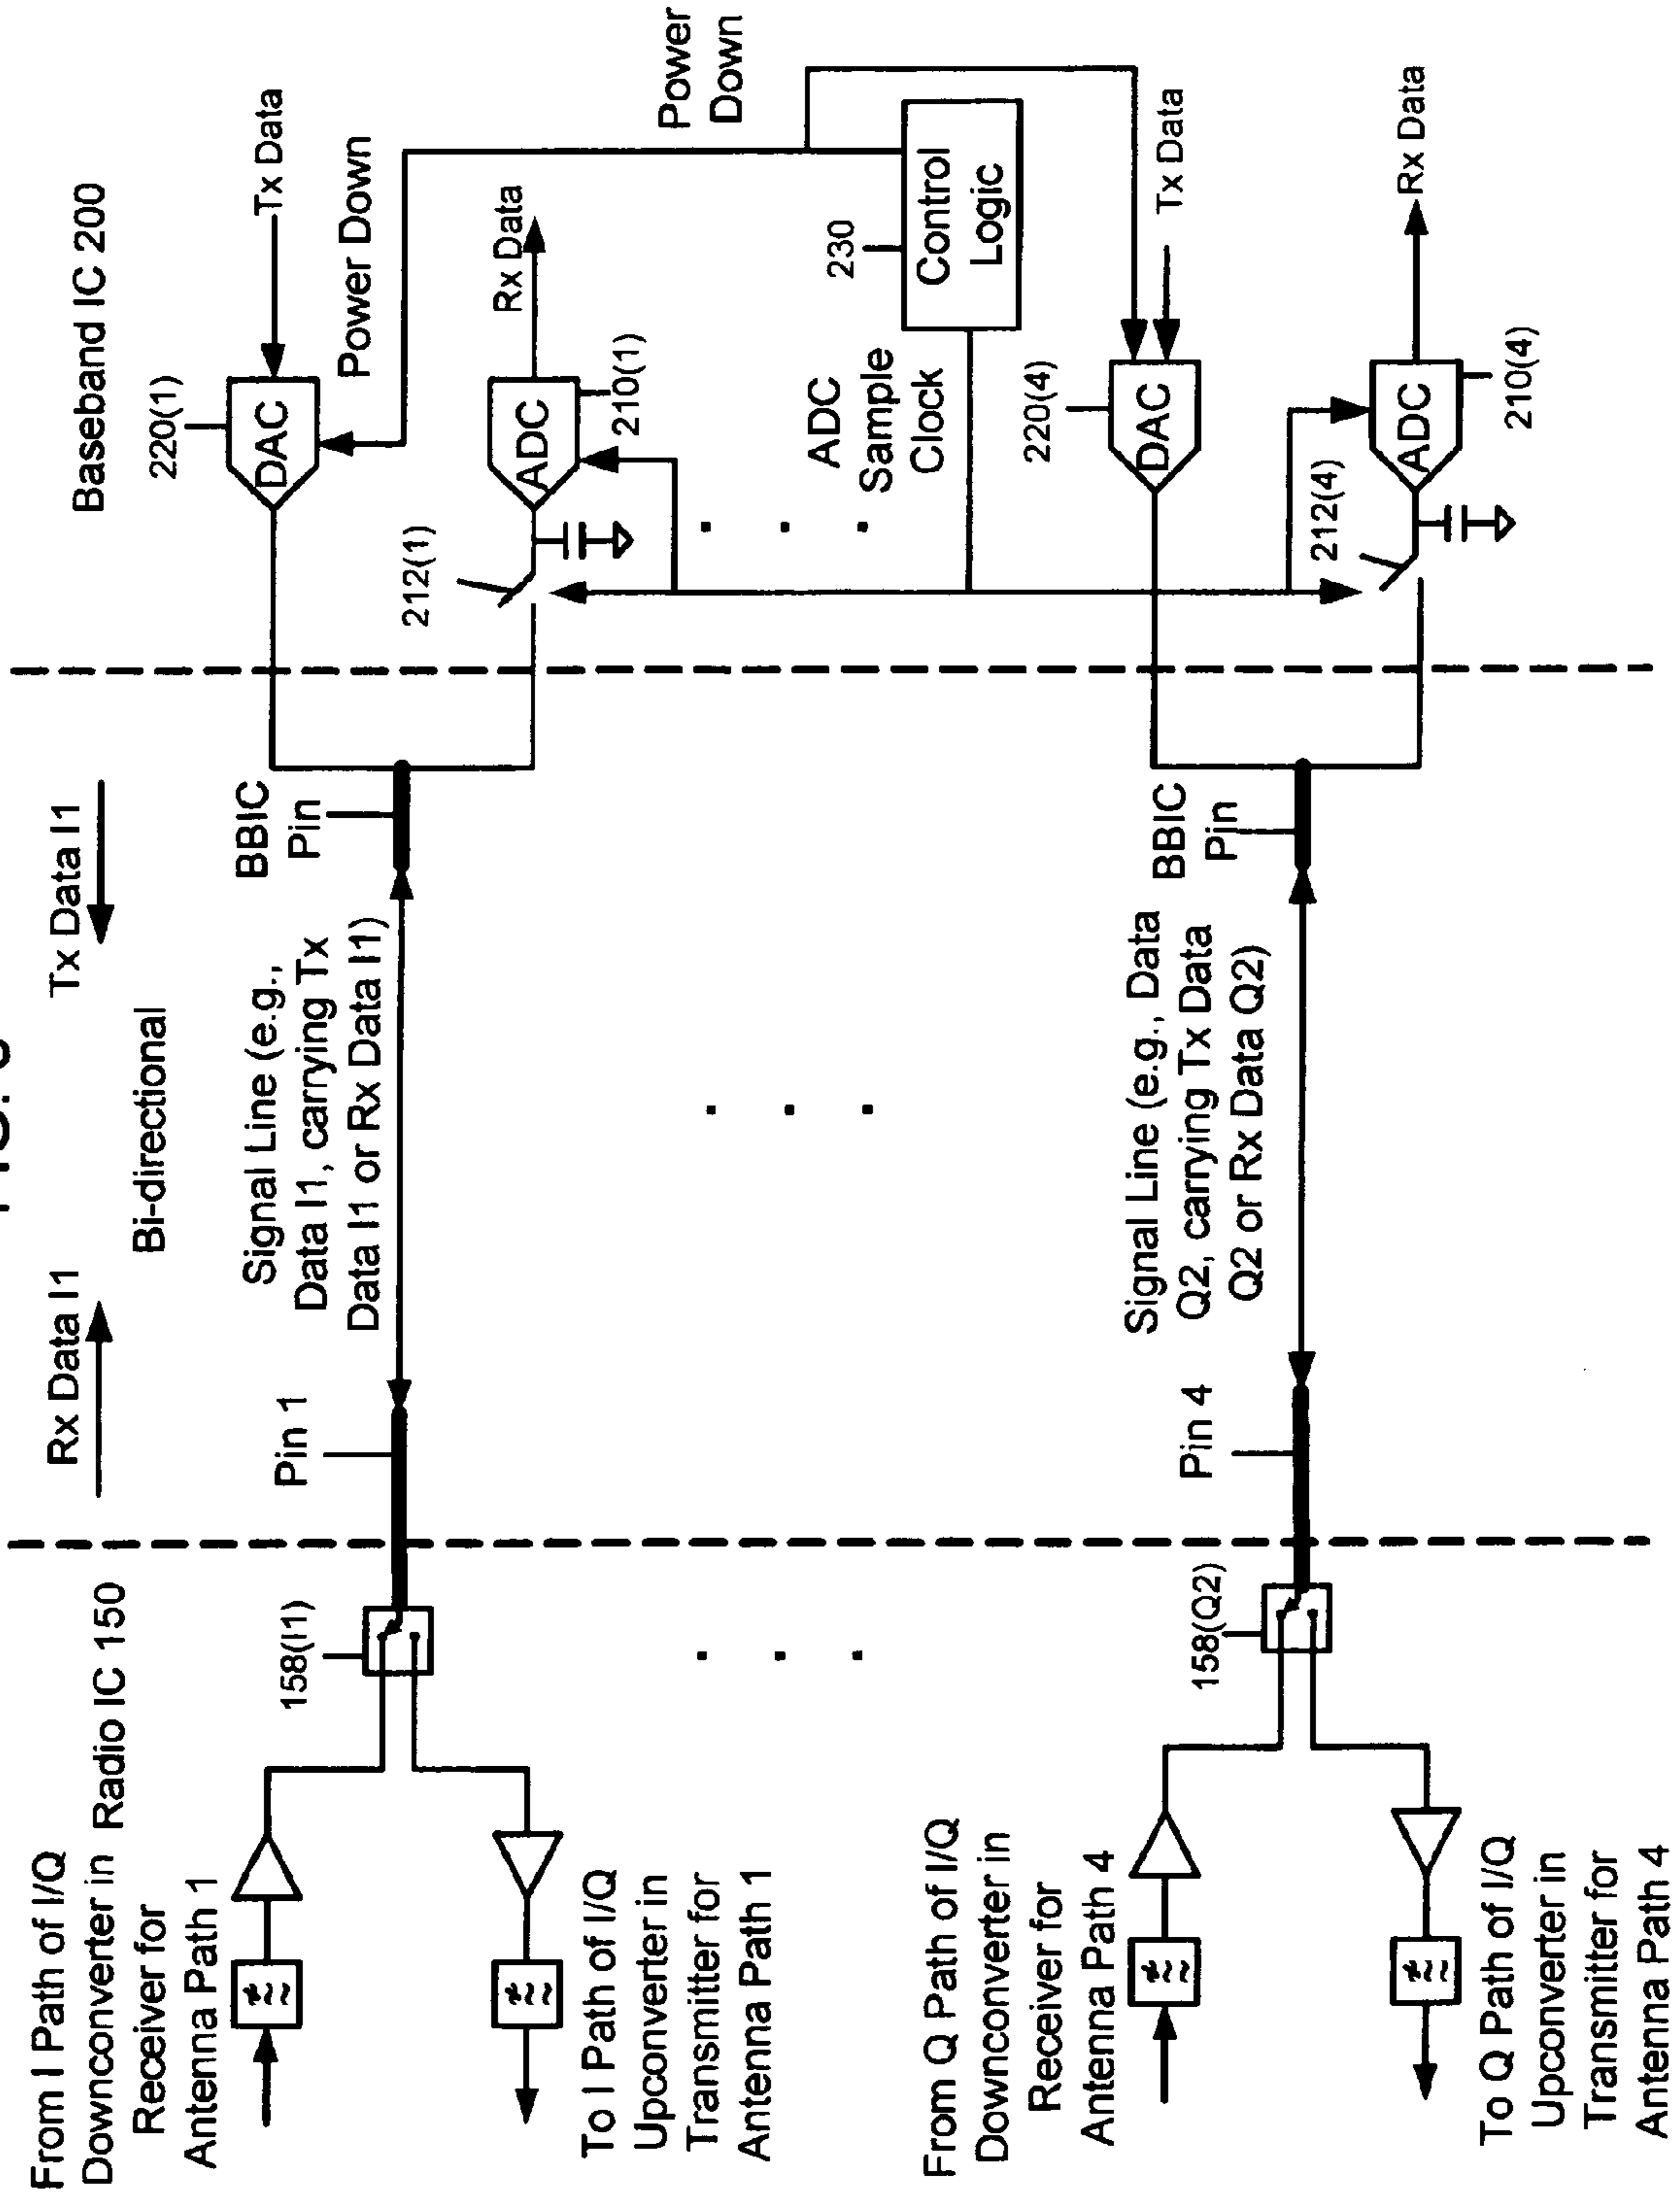 Rx Data I1
Tx Data I1
Bi-directional
Radio IC 150
Baseband IC 200
From I Path of I/Q
Downconverter in
Receiver for
Antenna Path 1
To I Path of I/Q
Upconverter in
Transmitter for
Antenna Path 1
158(I1)
Pin 1
Signal Line (e.g.,
Data I1, carrying Tx
Data I1 or Rx Data I1)
BBIC
Pin
220(1)
DAC
Tx Data
Power Down
212(1)
ADC
210(1)
Rx Data
Power
Down
230
Control
Logic
ADC
Sample
Clock
From Q Path of I/Q
Downconverter in
Receiver for
Antenna Path 4
To Q Path of I/Q
Upconverter in
Transmitter for
Antenna Path 4
158(Q2)
Pin 4
Signal Line (e.g., Data
Q2, carrying Tx Data
Q2 or Rx Data Q2)
BBIC
Pin
220(4)
DAC
Tx Data
212(4)
ADC
210(4)
Rx Data